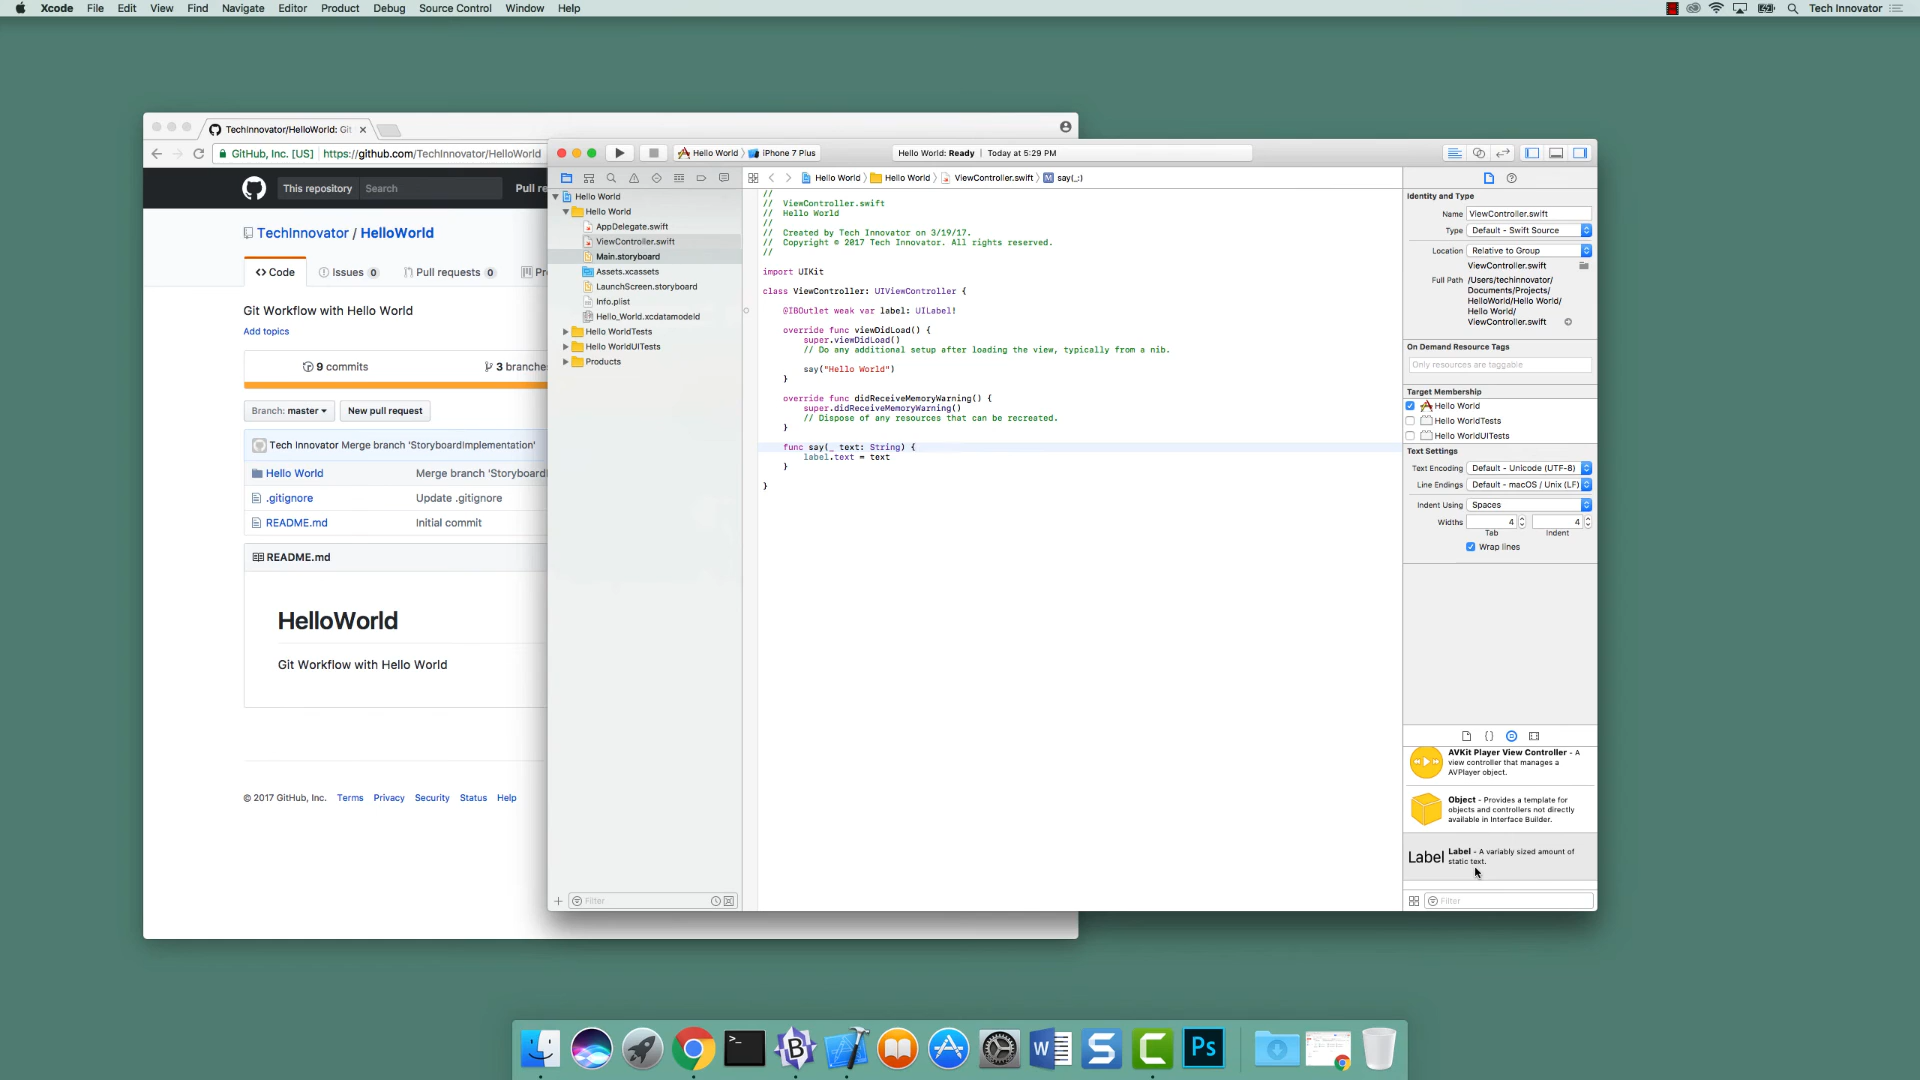 Xcode File Edit View Find Navigate Editor Product Debug Source Control Window Help
Tech Innovator
TechInnovator/HelloWorld: Git
GitHub, Inc. [US] https://github.com/TechInnovator/HelloWorld
This repository Search Pull re
TechInnovator / HelloWorld
<> Code Issues 0 Pull requests 0 Pr
Git Workflow with Hello World
Add topics
9 commits 3 branche
Branch: master New pull request
Tech Innovator Merge branch 'StoryboardImplementation'
Hello World Merge branch 'StoryboardI
.gitignore Update .gitignore
README.md Initial commit
README.md
HelloWorld
Git Workflow with Hello World
© 2017 GitHub, Inc. Terms Privacy Security Status Help
Hello World iPhone 7 Plus
Hello World: Ready | Today at 5:29 PM
Hello World
Hello World
AppDelegate.swift
ViewController.swift
Main.storyboard
Assets.xcassets
LaunchScreen.storyboard
Info.plist
Hello_World.xcdatamodeld
Hello WorldTests
Hello WorldUITests
Products
Filter
Hello World Hello World ViewController.swift M say(_:)
//
// ViewController.swift
// Hello World
//
// Created by Tech Innovator on 3/19/17.
// Copyright © 2017 Tech Innovator. All rights reserved.
//
import UIKit
class ViewController: UIViewController {
@IBOutlet weak var label: UILabel!
override func viewDidLoad() {
super.viewDidLoad()
// Do any additional setup after loading the view, typically from a nib.
say("Hello World")
}
override func didReceiveMemoryWarning() {
super.didReceiveMemoryWarning()
// Dispose of any resources that can be recreated.
}
func say(_ text: String) {
label.text = text
}
}
Identity and Type
Name ViewController.swift
Type Default - Swift Source
Location Relative to Group
ViewController.swift
Full Path /Users/techinnovator/
Documents/Projects/
HelloWorld/Hello World/
Hello World/
ViewController.swift
On Demand Resource Tags
Only resources are taggable
Target Membership
Hello World
Hello WorldTests
Hello WorldUITests
Text Settings
Text Encoding Default - Unicode (UTF-8)
Line Endings Default - macOS / Unix (LF)
Indent Using Spaces
Widths 4 4
Tab Indent
Wrap lines
{}
AVKit Player View Controller - A
view controller that manages a
AVPlayer object.
Object - Provides a template for
objects and controllers not directly
available in Interface Builder.
Label Label - A variably sized amount of
static text.
Filter
>_ B W S C Ps